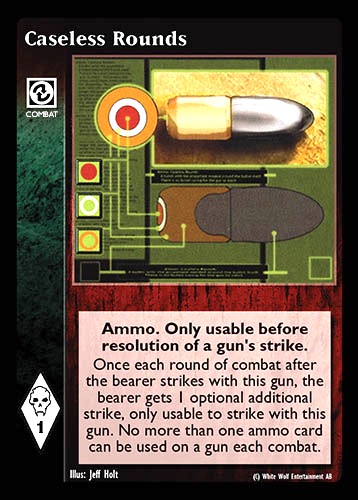 Caseless Rounds
COMBAT
Ammo. Only usable before
resolution of a gun's strike.
Once each round of combat after
the bearer strikes with this gun, the
bearer gets 1 optional additional
strike, only usable to strike with this
gun. No more than one ammo card
can be used on a gun each combat.
1
Illus: Jeff Holt
(C) White Wolf Entertainment AB